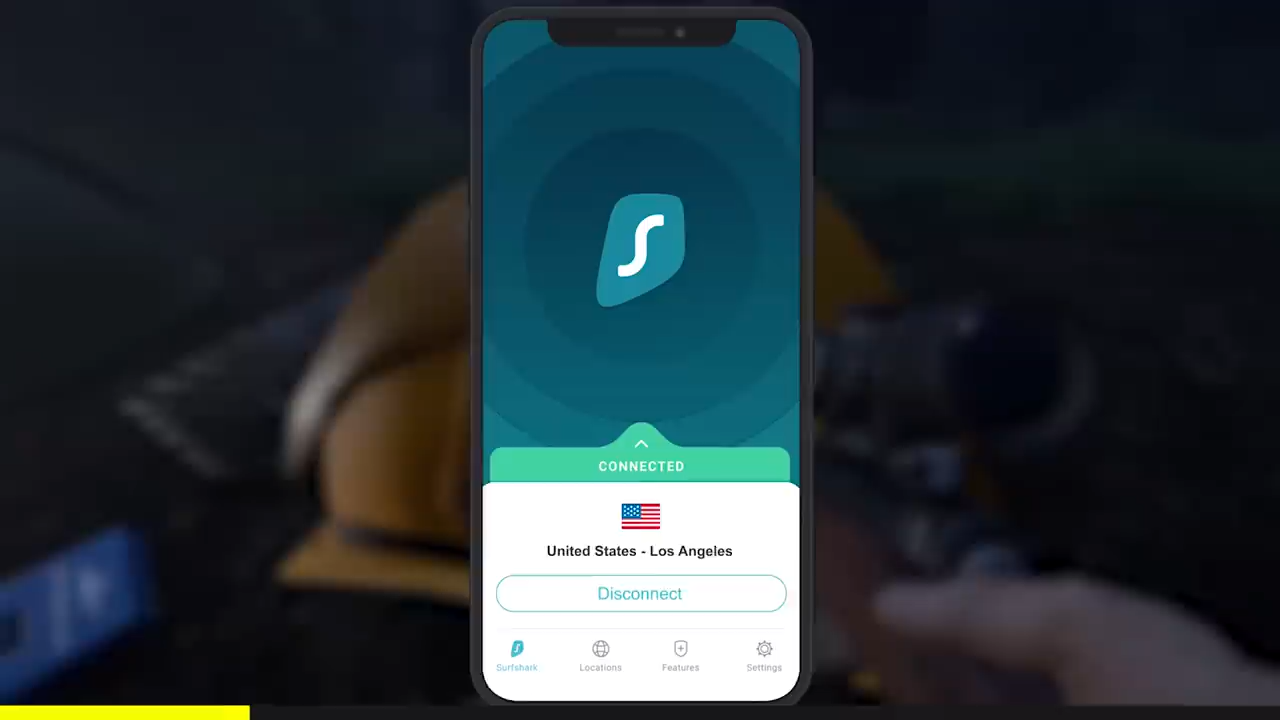 CONNECTED
United States - Los Angeles
Disconnect
Surfshark
Locations
Features
Settings